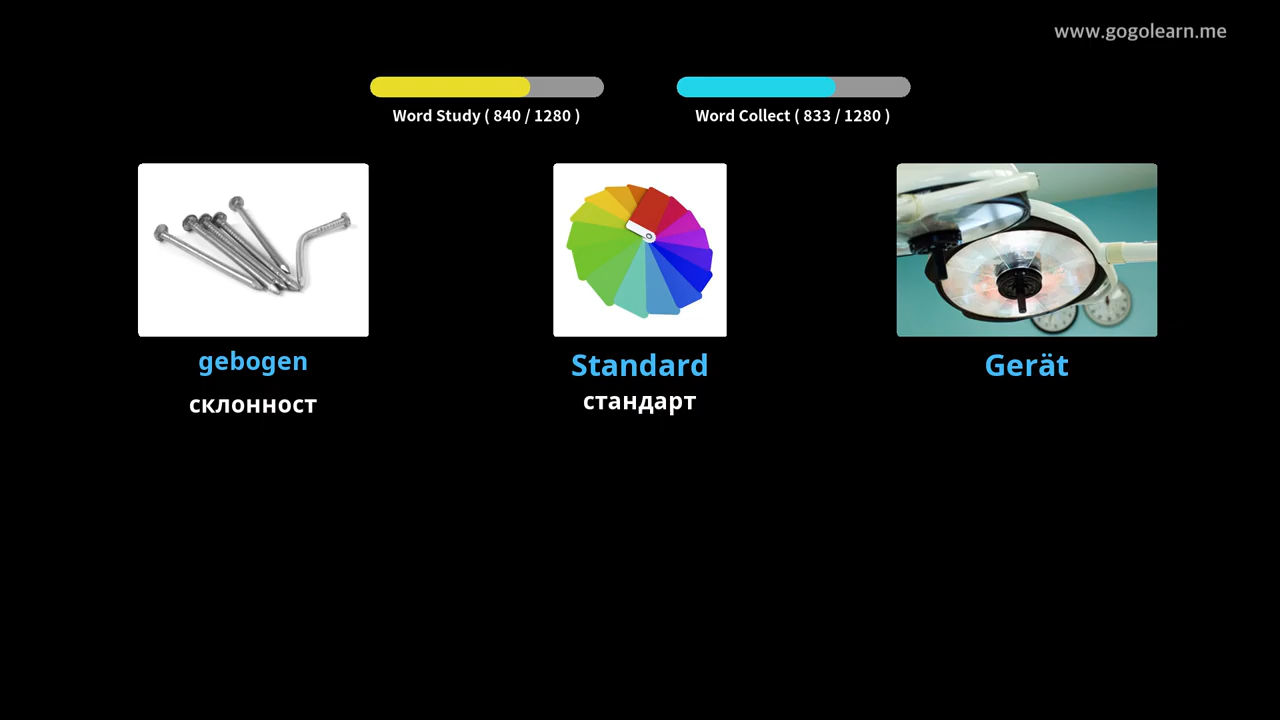 www.gogolearn.me
Word Study ( 840 / 1280 )
Word Collect ( 833 / 1280 )
gebogen
Standard
Gerät
склонност
стандарт